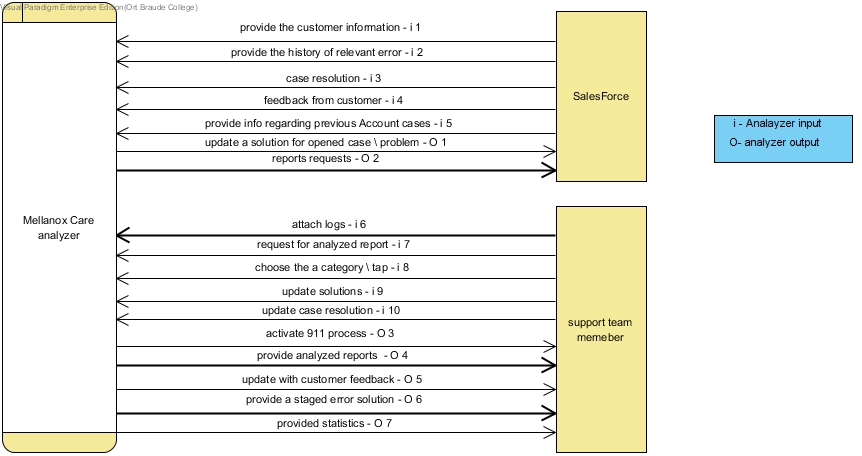 Visual Paradigm Enterprise Edition(Ort Braude College)
provide the customer information - i 1
provide the history of relevant error - i 2
case resolution - i 3
feedback from customer - i 4
provide info regarding previous Account cases - i 5
update a solution for opened case \ problem - O 1
reports requests - O 2
SalesForce
i - Analayzer input
O- analyzer output
Mellanox Care
analyzer
attach logs - i 6
request for analyzed report - i 7
choose the a category \ tap - i 8
update solutions - i 9
update case resolution - i 10
activate 911 process - O 3
provide analyzed reports - O 4
update with customer feedback - O 5
provide a staged error solution - O 6
provided statistics - O 7
support team
memeber